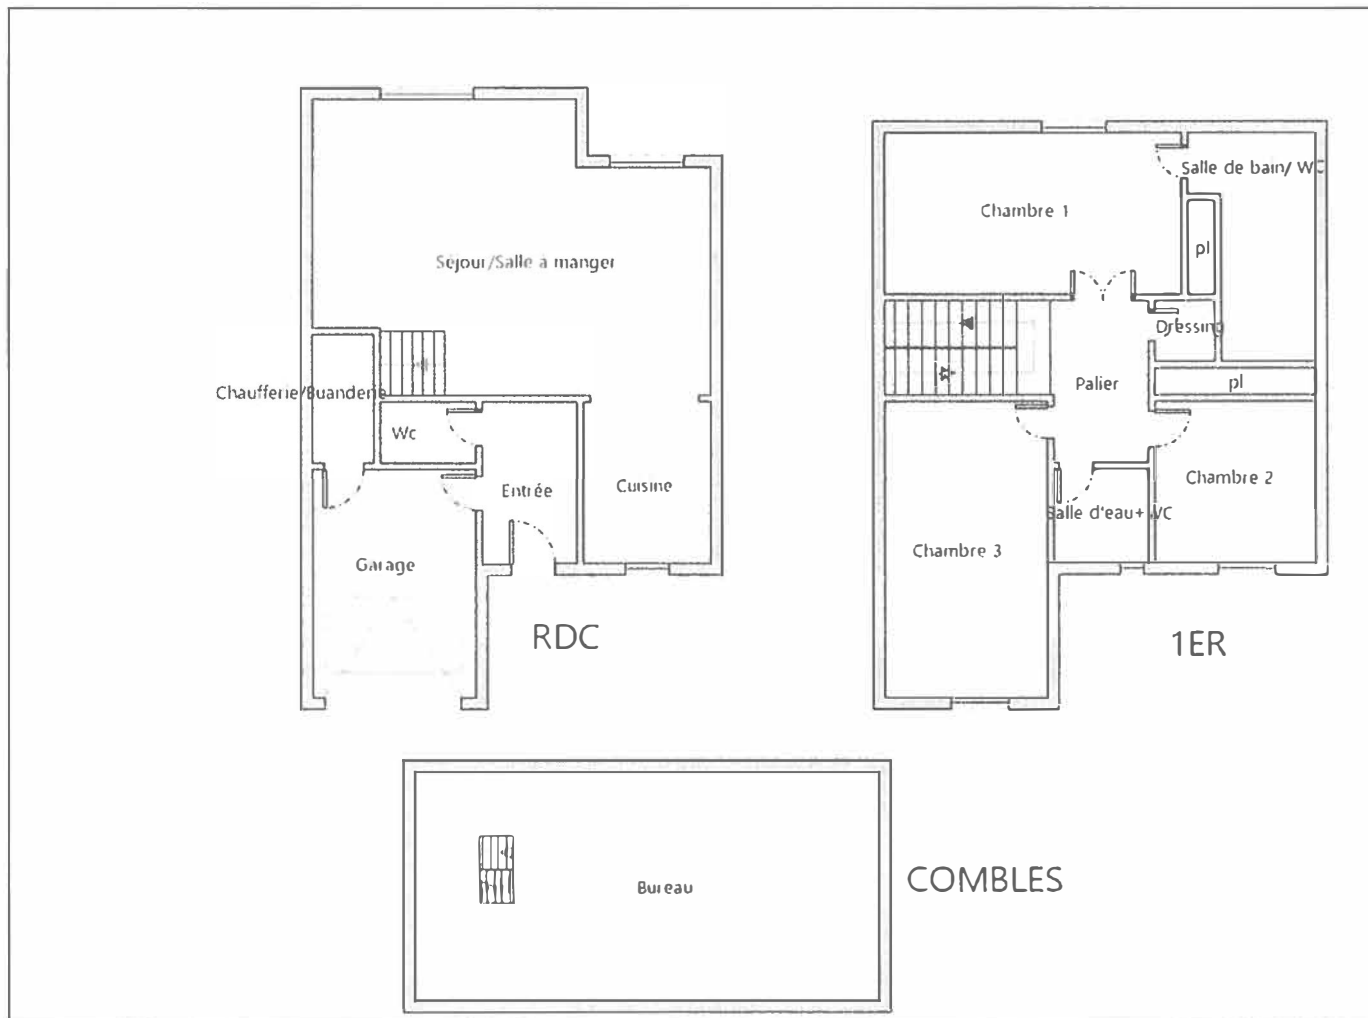 Séjour/Salle à manger
Chaufferie/Buanderie
Wc
Entrée
Cuisine
Garage
RDC
Chambre 1
Salle de bain/ WC
pl
Dressing
Palier
pl
Chambre 2
Salle d'eau+ WC
Chambre 3
1ER
Bureau
COMBLES